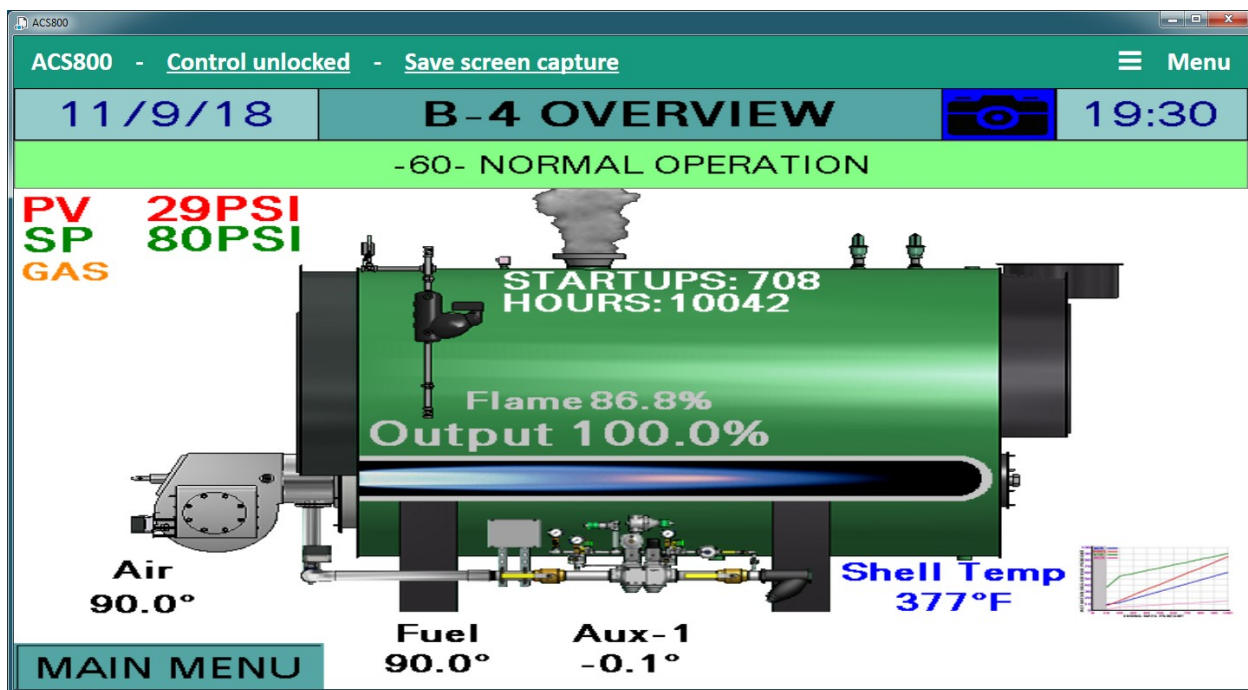 ACS800
ACS800 - Control unlocked - Save screen capture
Menu
11/9/18
B-4 OVERVIEW
19:30
-60- NORMAL OPERATION
PV 29PSI
SP 80PSI
GAS
STARTUPS: 708
HOURS: 10042
Flame 86.8%
Output 100.0%
Air
90.0°
Shell Temp
377°F
Fuel
90.0°
Aux-1
-0.1°
MAIN MENU